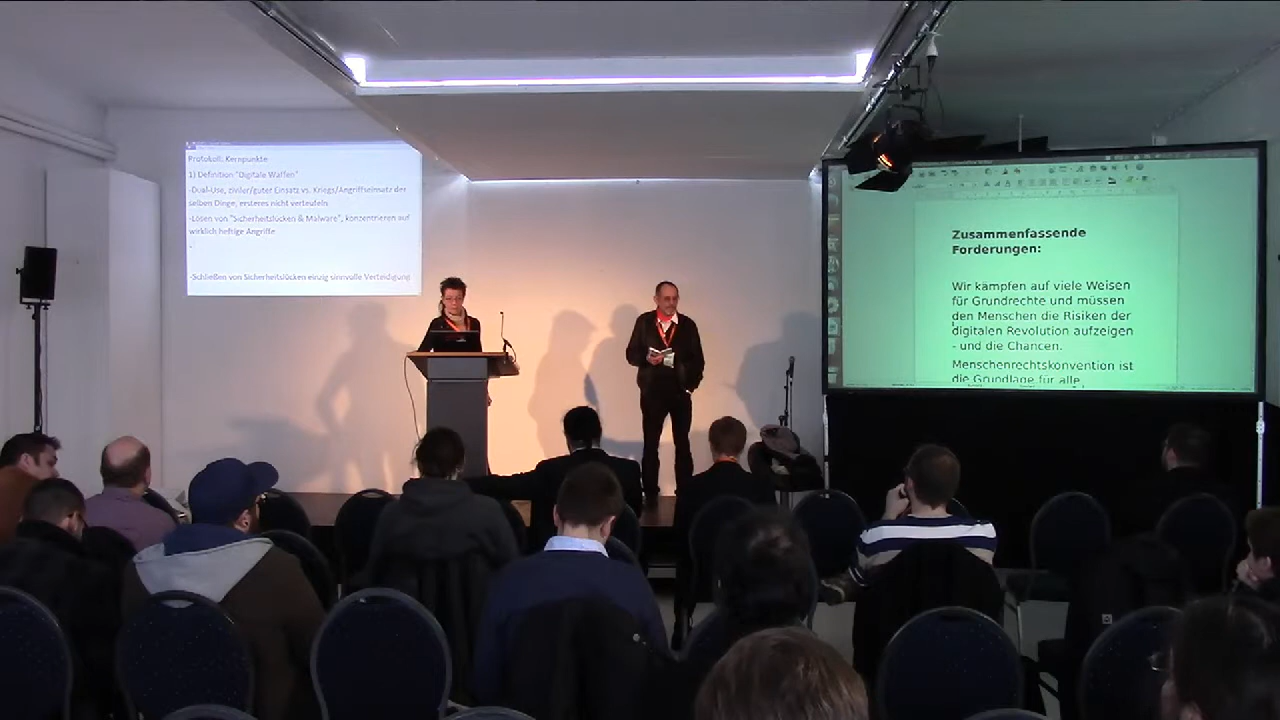 Protokoll: Kernpunkte
1) Definition "Digitale Waffen"
-Dual-Use, ziviler/guter Einsatz vs. Kriegs/Angriffseinsatz der
selben Dinge, ersteres nicht verteufeln
-Lösen von "Sicherheitslücken & Malware", konzentrieren auf
wirklich heftige Angriffe
-
-Schließen von Sicherheitslücken einzig sinnvolle Verteidigung
Zusammenfassende
Forderungen:
Wir kämpfen auf viele Weisen
für Grundrechte und müssen
den Menschen die Risiken der
digitalen Revolution aufzeigen
- und die Chancen.
Menschenrechtskonvention ist
die Grundlage für alle